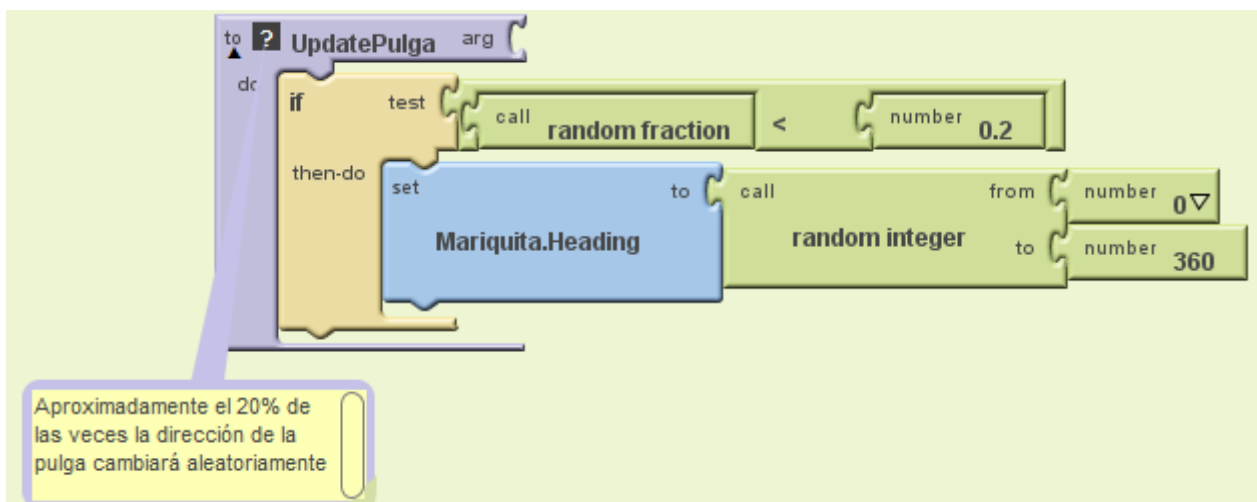 to ? UpdatePulga arg
do
if test call random fraction < number 0.2
then-do set to call from number 0
Mariquita.Heading random integer to number 360
Aproximadamente el 20% de
las veces la dirección de la
pulga cambiará aleatoriamente